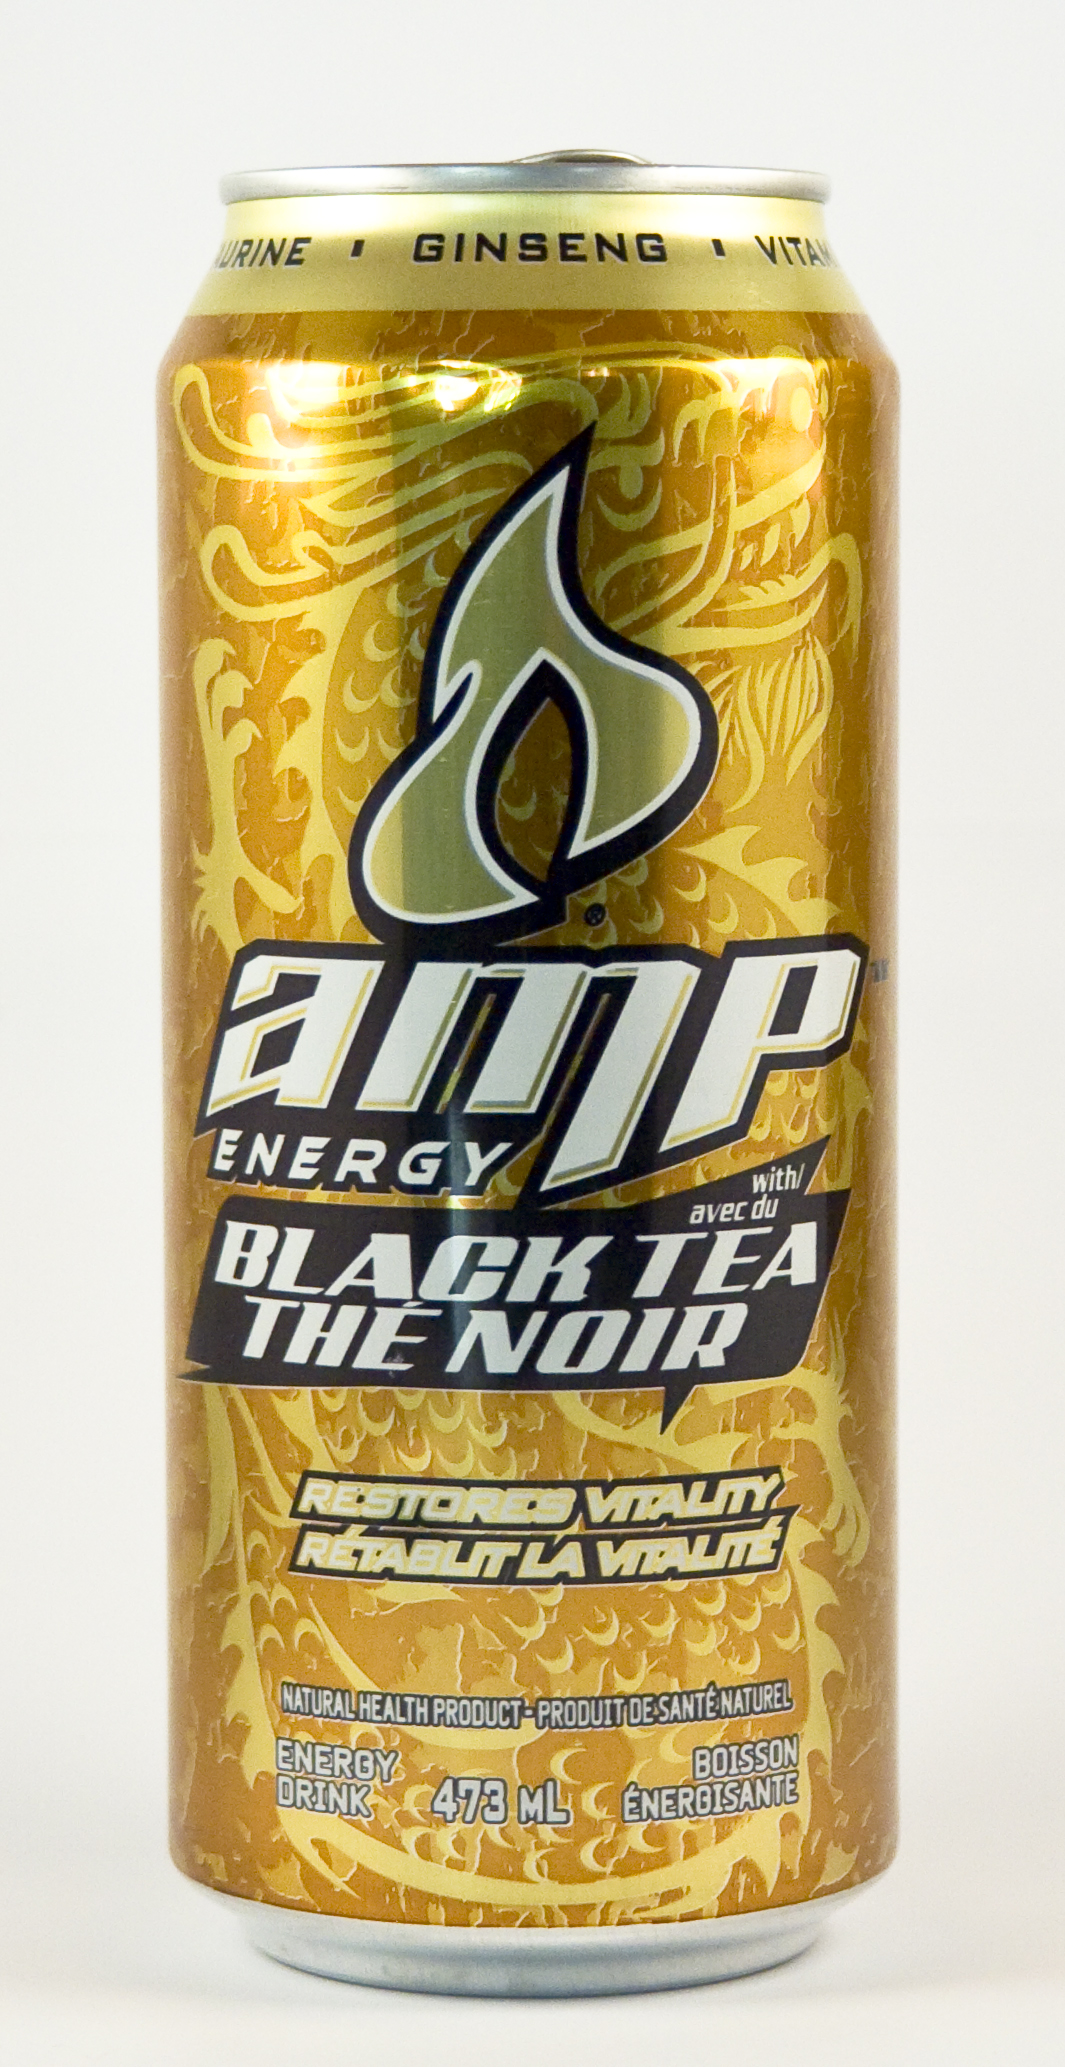 GINSENG
amp
ENERGY
with/
avec du
BLACK TEA
THÉ NOIR
RESTORES VITALITY
RÉTABLIT LA VITALITÉ
NATURAL HEALTH PRODUCT · PRODUIT DE SANTÉ NATUREL
ENERGY
DRINK
473 mL
BOISSON
ÉNERGISANTE